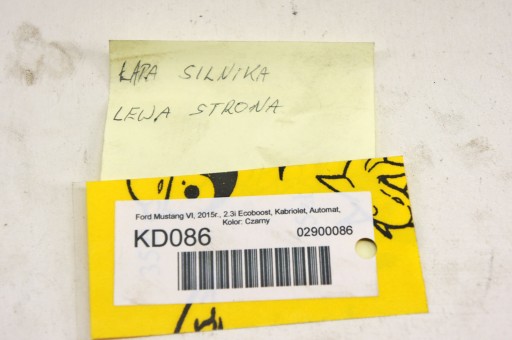 ŁAPA SILNIKA
LEWA STRONA
Ford Mustang VI, 2015r., 2.3i Ecoboost, Kabriolet, Automat,
Kolor: Czarny
KD086 02900086